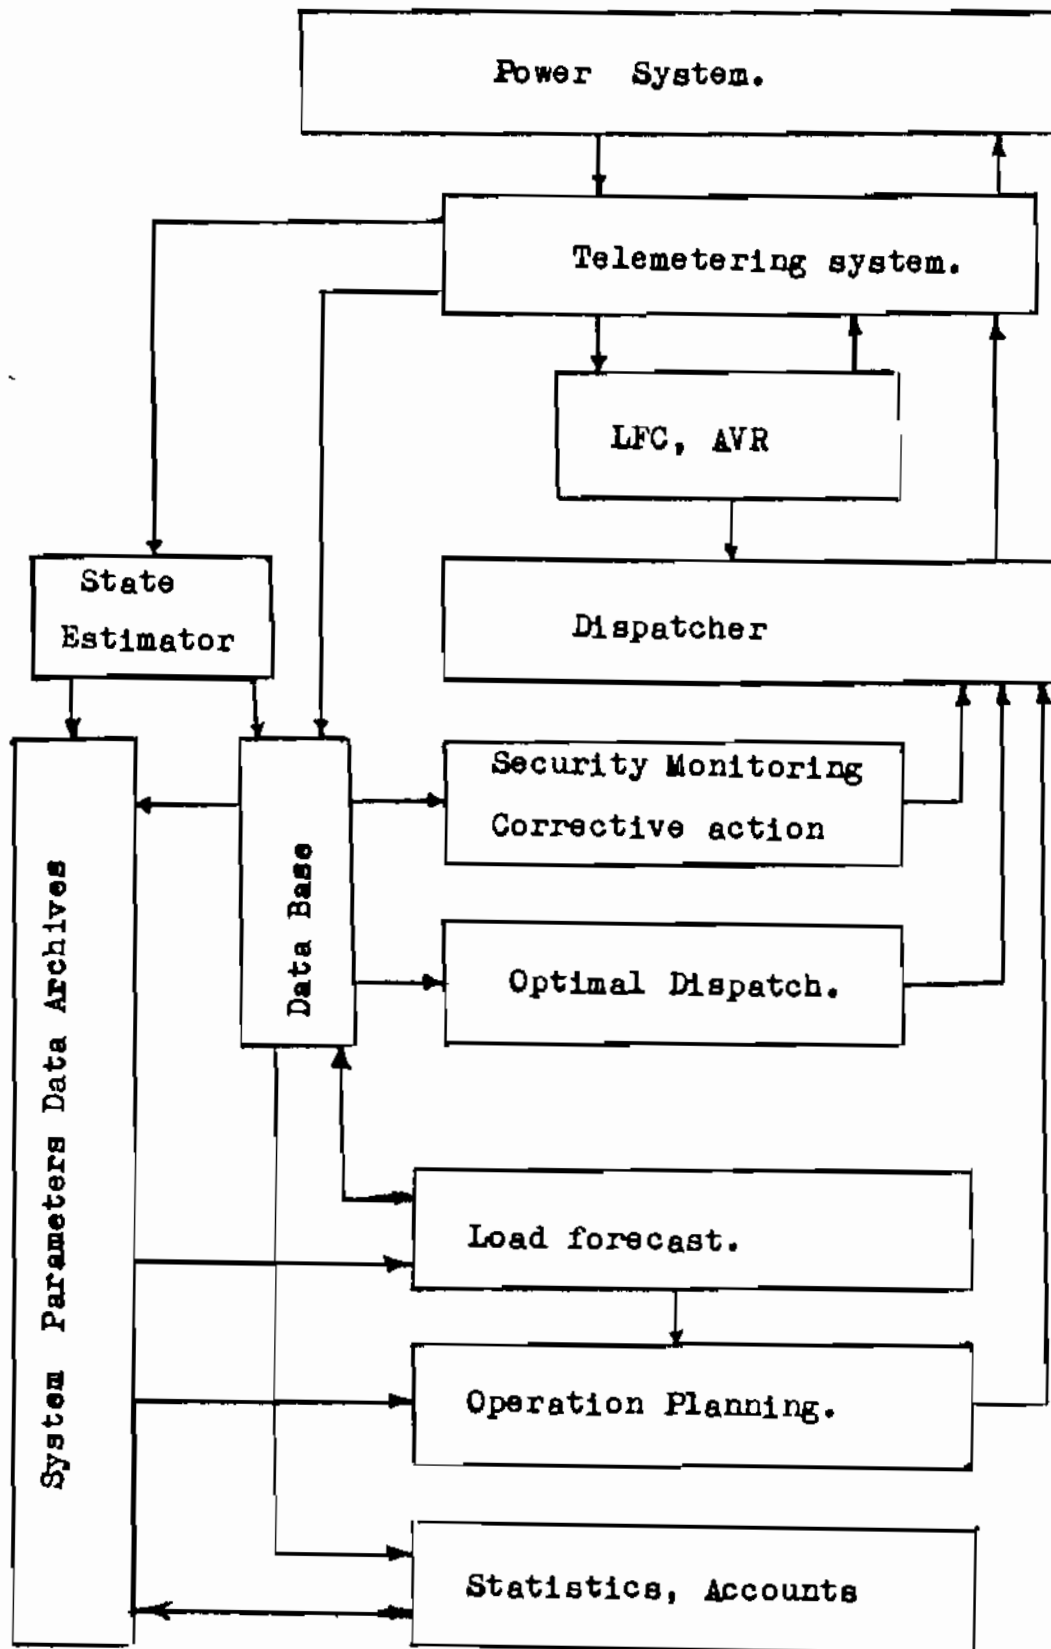 Power System.
Telemetering system.
LFC, AVR
State
Estimator
Dispatcher
Security Monitoring
Corrective action
Data Base
Optimal Dispatch.
System Parameters Data Archives
Load forecast.
Operation Planning.
Statistics, Accounts